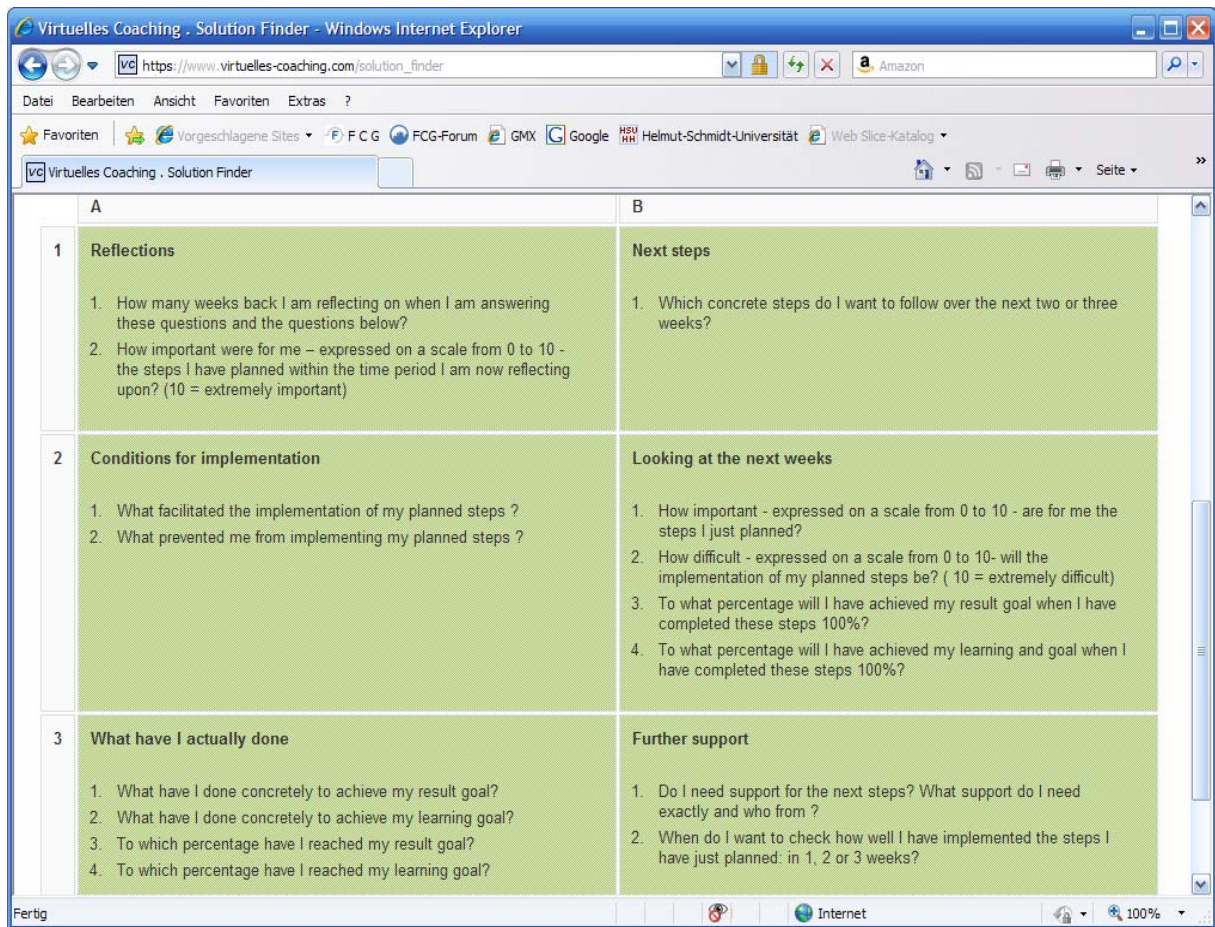 Virtuelles Coaching . Solution Finder - Windows Internet Explorer
VC https://www.virtuelles-coaching.com/solution_finder
a Amazon
Datei Bearbeiten Ansicht Favoriten Extras ?
Favoriten Vorgeschlagene Sites F F C G FCG-Forum GMX G Google HSU HH Helmut-Schmidt-Universität Web Slice-Katalog
VC Virtuelles Coaching . Solution Finder
Seite »
A B
1 Reflections
1. How many weeks back I am reflecting on when I am answering
these questions and the questions below?
2. How important were for me – expressed on a scale from 0 to 10 -
the steps I have planned within the time period I am now reflecting
upon? (10 = extremely important)
Next steps
1. Which concrete steps do I want to follow over the next two or three
weeks?
2 Conditions for implementation
1. What facilitated the implementation of my planned steps ?
2. What prevented me from implementing my planned steps ?
Looking at the next weeks
1. How important - expressed on a scale from 0 to 10 - are for me the
steps I just planned?
2. How difficult - expressed on a scale from 0 to 10- will the
implementation of my planned steps be? ( 10 = extremely difficult)
3. To what percentage will I have achieved my result goal when I have
completed these steps 100%?
4. To what percentage will I have achieved my learning and goal when I
have completed these steps 100%?
3 What have I actually done
1. What have I done concretely to achieve my result goal?
2. What have I done concretely to achieve my learning goal?
3. To which percentage have I reached my result goal?
4. To which percentage have I reached my learning goal?
Further support
1. Do I need support for the next steps? What support do I need
exactly and who from ?
2. When do I want to check how well I have implemented the steps I
have just planned: in 1, 2 or 3 weeks?
Fertig Internet 100%